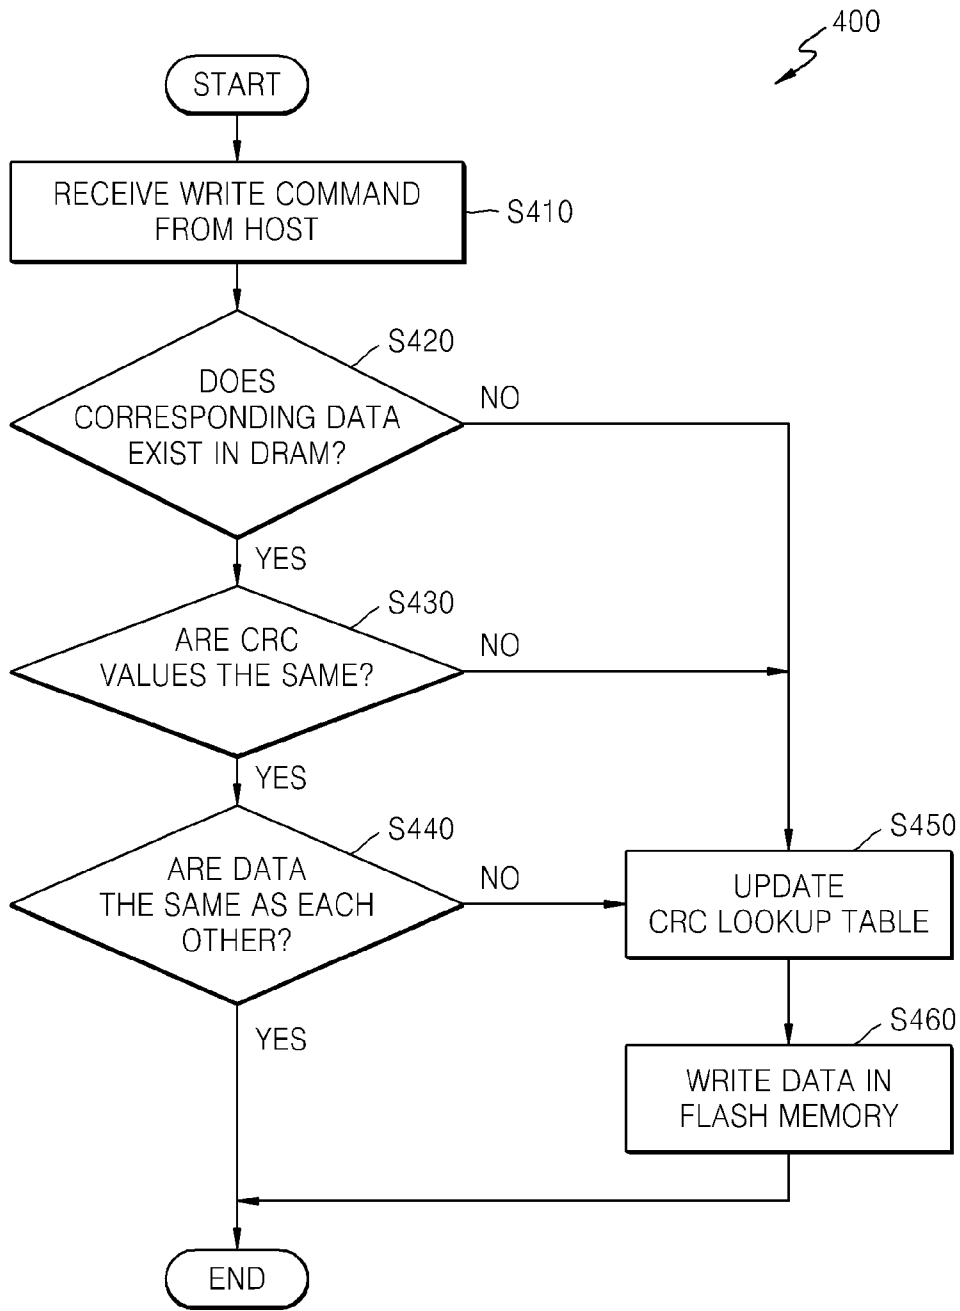 400
START
RECEIVE WRITE COMMAND
FROM HOST
S410
S420
DOES
CORRESPONDING DATA
EXIST IN DRAM?
NO
YES
S430
ARE CRC
VALUES THE SAME?
NO
YES
S440
ARE DATA
THE SAME AS EACH
OTHER?
NO
YES
S450
UPDATE
CRC LOOKUP TABLE
S460
WRITE DATA IN
FLASH MEMORY
END